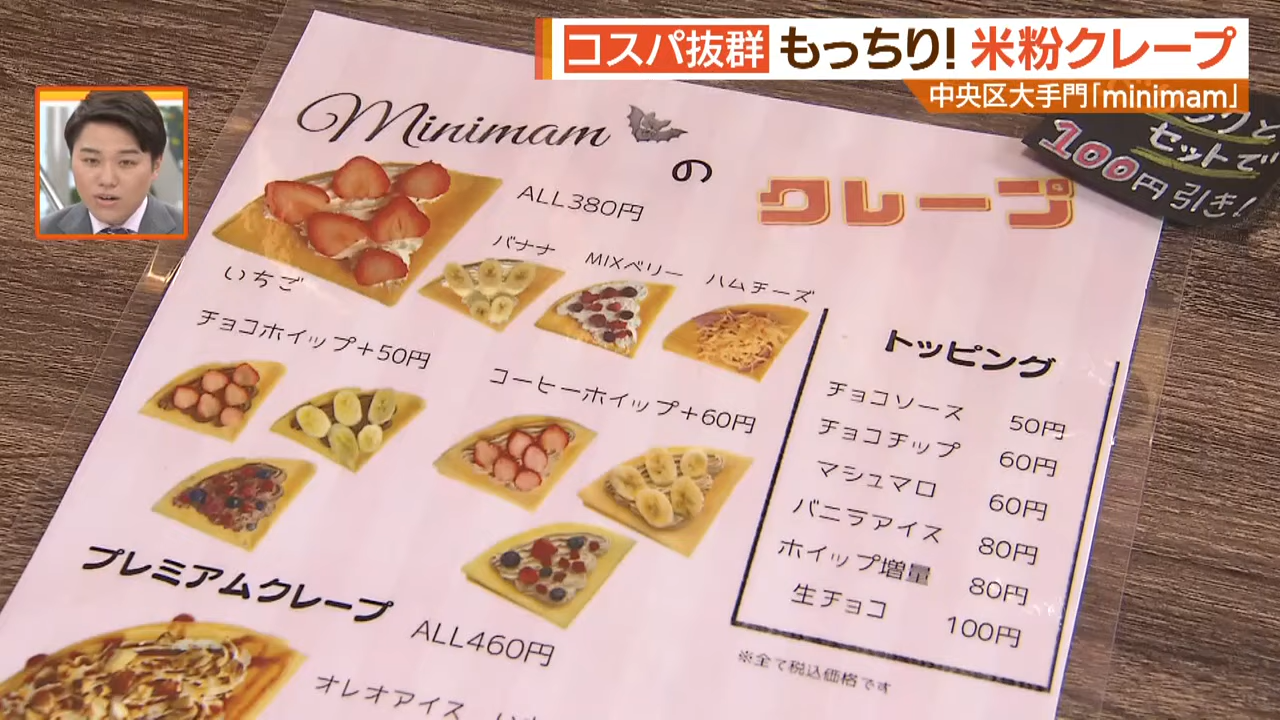 コスパ抜群 もっちり!米粉クレープ
中央区大手門「minimam」
セットで
100円引き!
Minimam
の
クレープ
ALL380円
いちご
バナナ
MIXベリー
ハムチーズ
チョコホイップ+50円
コーヒーホイップ+60円
トッピング
チョコソース 50円
チョコチップ 60円
マシュマロ 60円
バニラアイス 80円
ホイップ増量 80円
生チョコ 100円
※全て税込価格です
プレミアムクレープ
ALL460円
オレオアイス